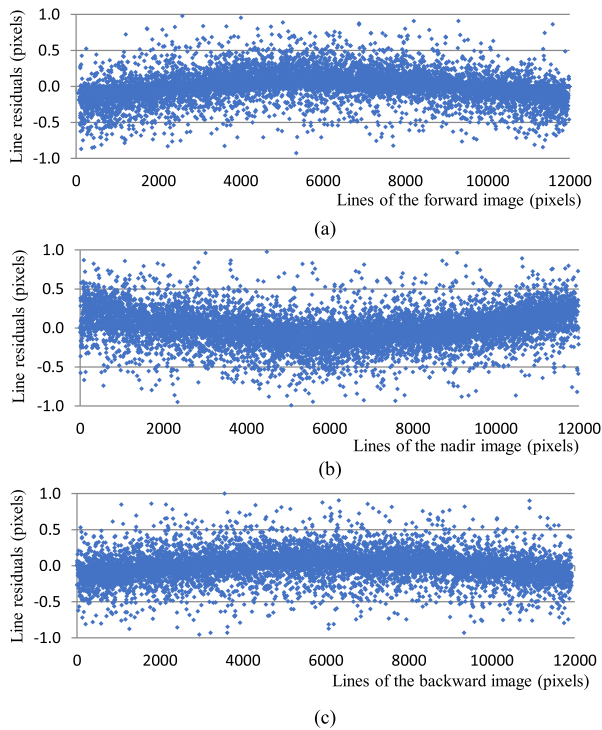 Line residuals (pixels)
1.0
0.5
0.0
-0.5
-1.0
0 2000 4000 6000 8000 10000 12000
Lines of the forward image (pixels)
(a)
Line residuals (pixels)
1.0
0.5
0.0
-0.5
-1.0
0 2000 4000 6000 8000 10000 12000
Lines of the nadir image (pixels)
(b)
Line residuals (pixels)
1.0
0.5
0.0
-0.5
-1.0
0 2000 4000 6000 8000 10000 12000
Lines of the backward image (pixels)
(c)